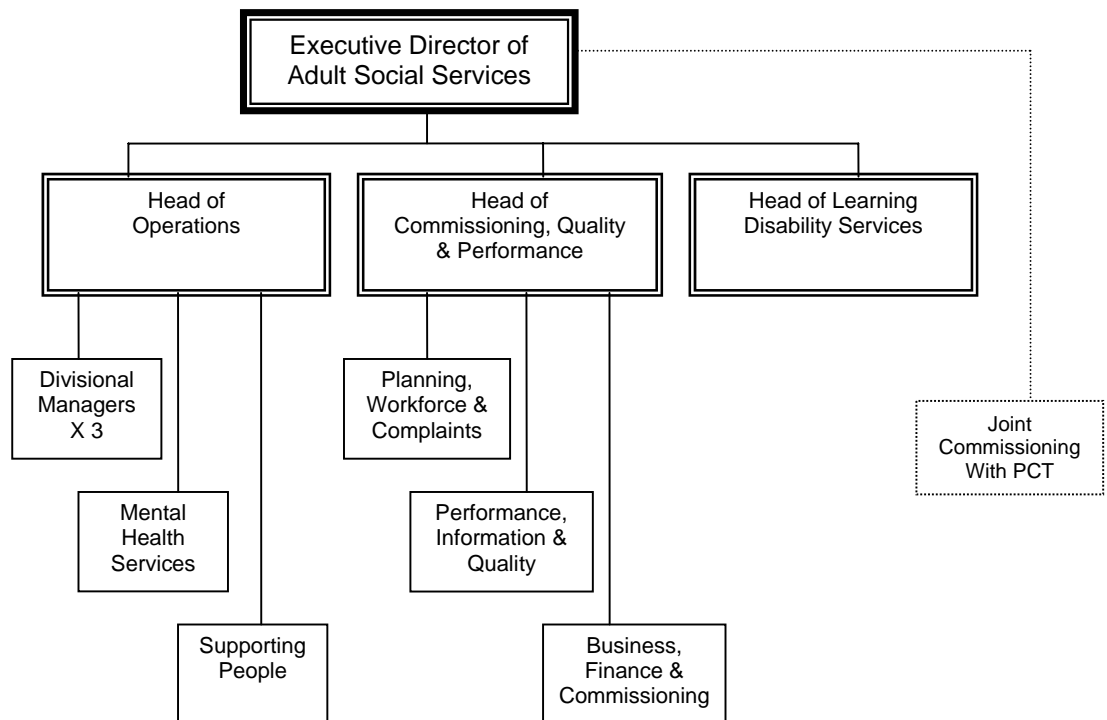 Executive Director of
Adult Social Services
Head of
Operations
Head of
Commissioning, Quality
& Performance
Head of Learning
Disability Services
Divisional
Managers
X 3
Planning,
Workforce &
Complaints
Joint
Commissioning
With PCT
Mental
Health
Services
Performance,
Information &
Quality
Supporting
People
Business,
Finance &
Commissioning